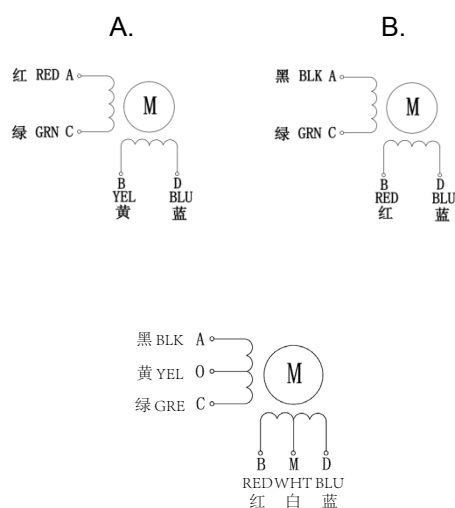 A.
B.
红 RED A
绿 GRN C
M
B D
YEL BLU
黄 蓝
黑 BLK A
绿 GRN C
M
B D
RED BLU
红 蓝
黑 BLK A
黄 YEL O
绿 GRE C
M
B M D
RED WHT BLU
红 白 蓝